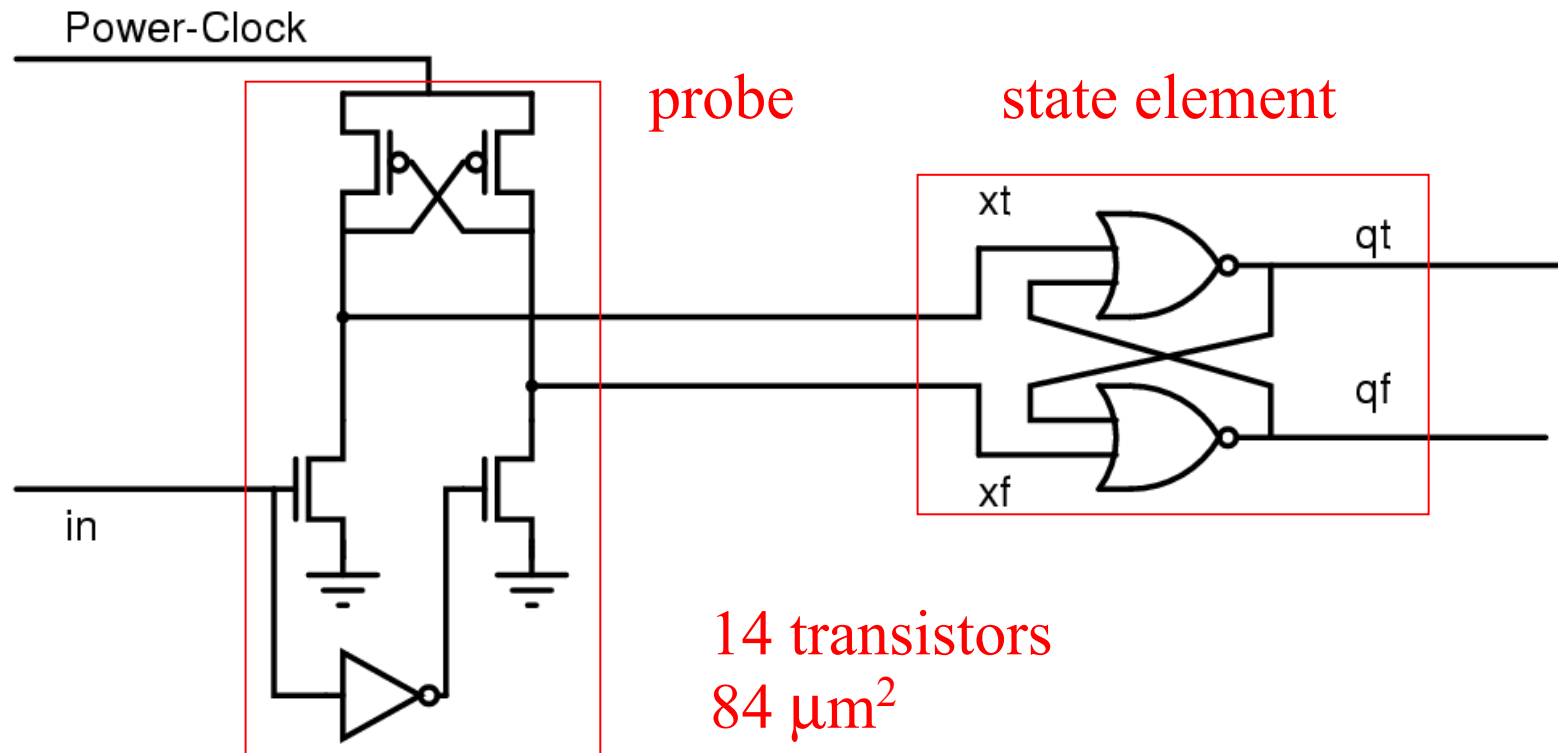 Power-Clock
probe
state element
xt
qt
qf
xf
in
14 transistors
84 μm²